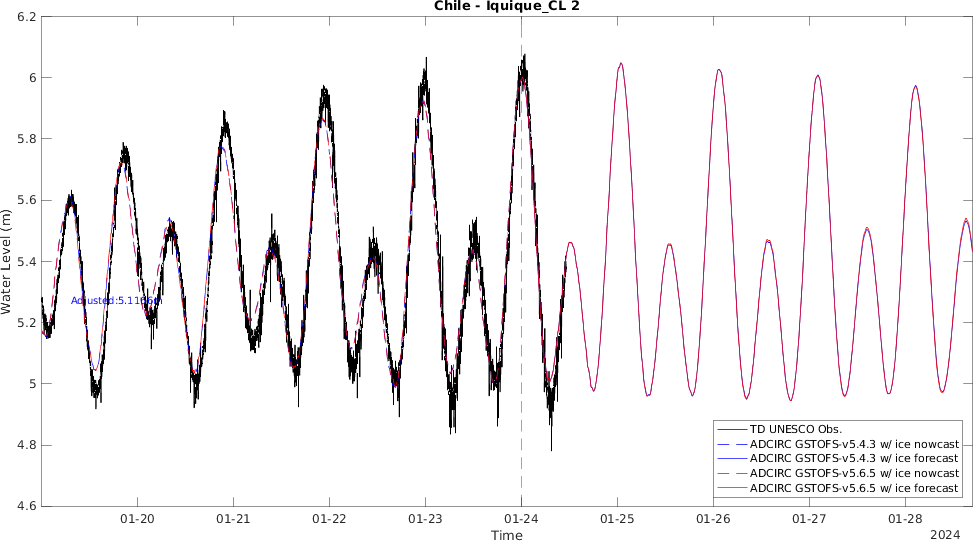 Chile - Iquique_CL 2
6.2
6
5.8
5.6
5.4
5.2
5
4.8
4.6
Water Level (m)
TD UNESCO Obs.
ADCIRC GSTOFS-v5.4.3 w/ ice nowcast
ADCIRC GSTOFS-v5.4.3 w/ ice forecast
ADCIRC GSTOFS-v5.6.5 w/ ice nowcast
ADCIRC GSTOFS-v5.6.5 w/ ice forecast
01-20 01-21 01-22 01-23 01-24 01-25 01-26 01-27 01-28
Time
2024